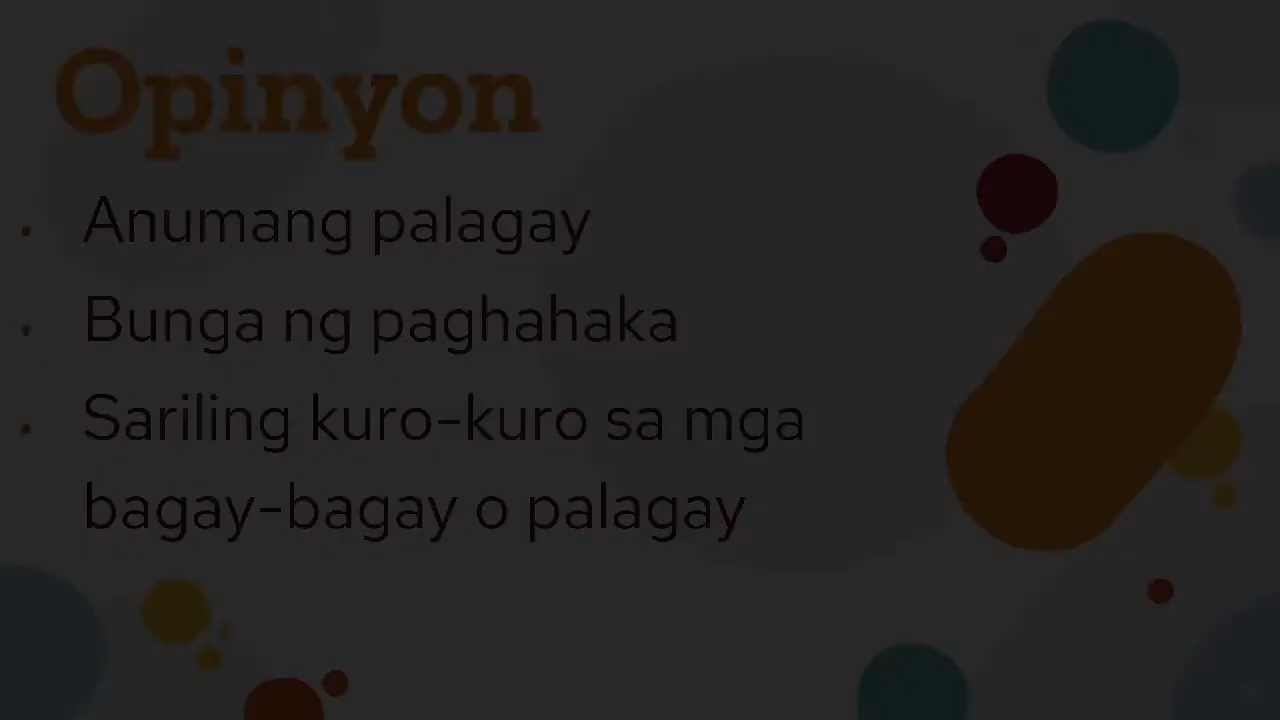 Opinyon
Anumang palagay
Bunga ng paghahaka
Sariling kuro-kuro sa mga
bagay-bagay o palagay